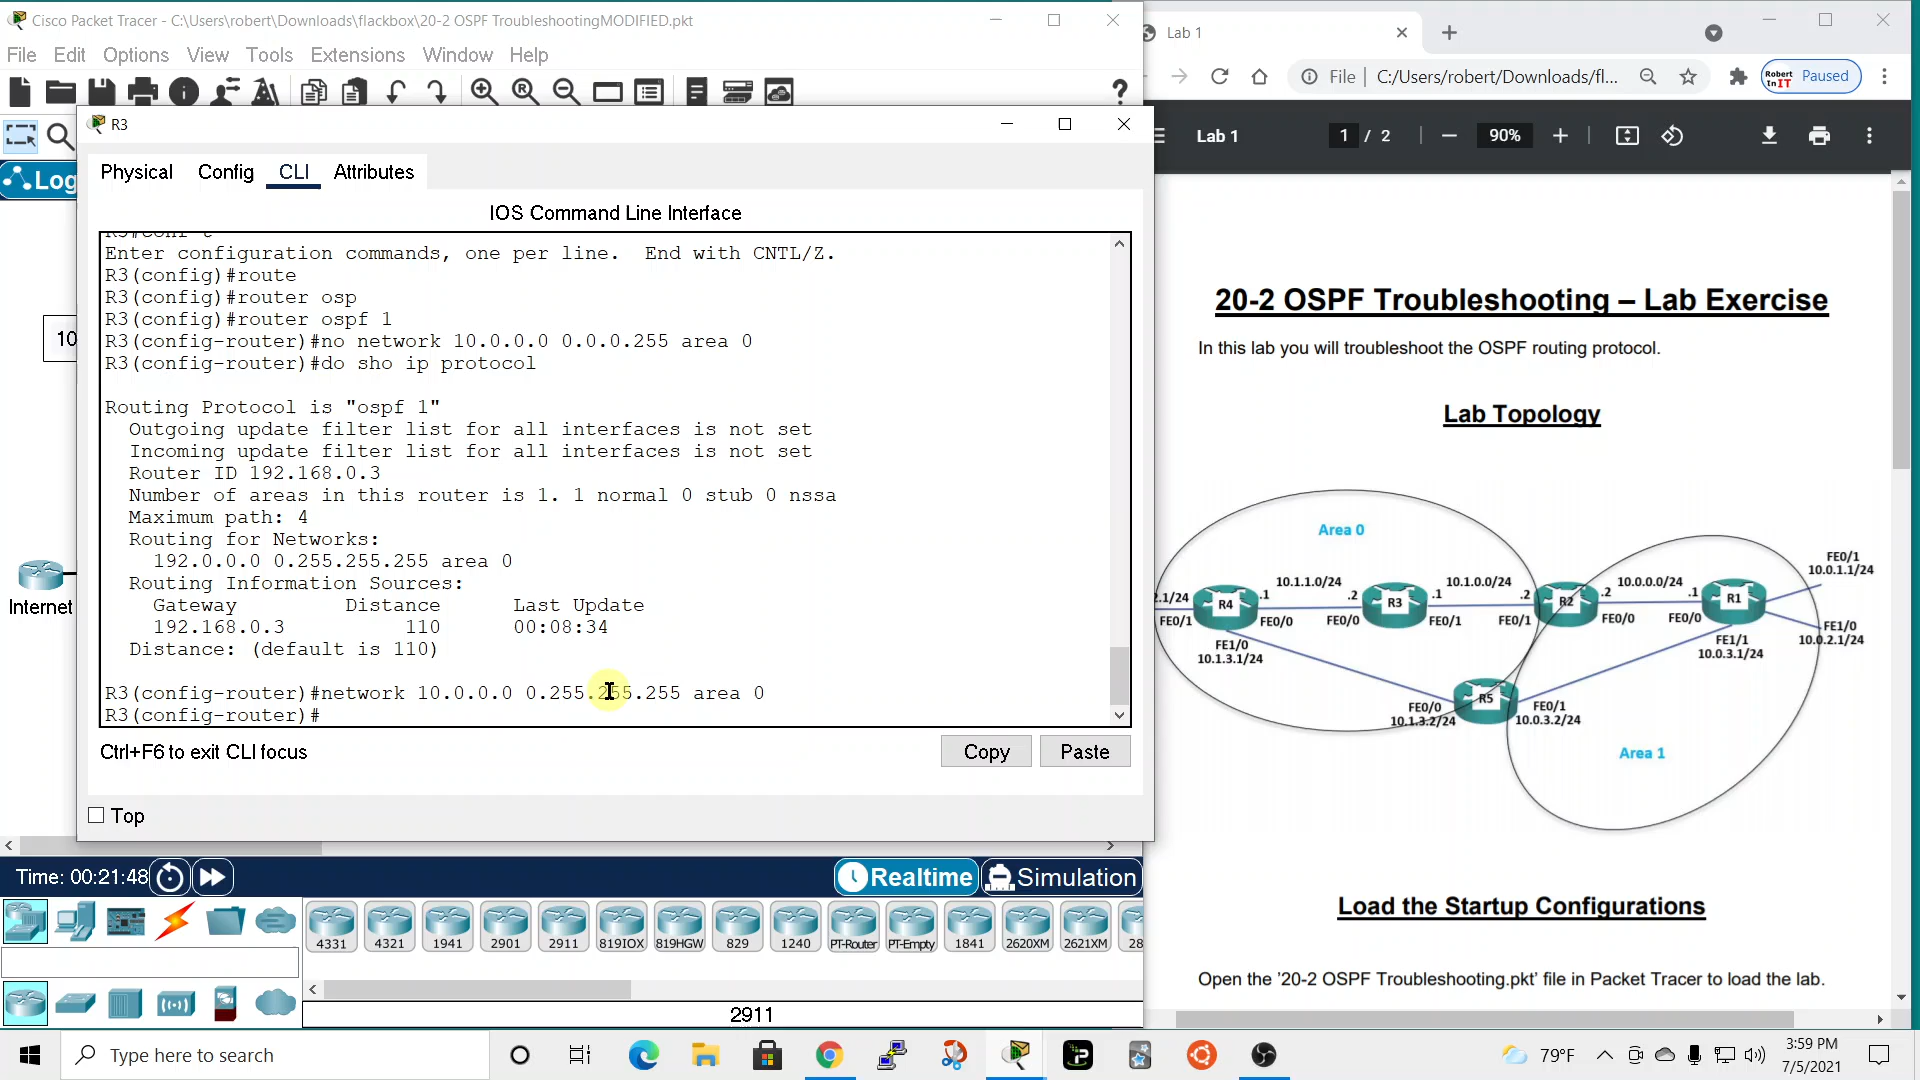 Cisco Packet Tracer - C:\Users\robert\Downloads\flackbox\20-2 OSPF TroubleshootingMODIFIED.pkt
File Edit Options View Tools Extensions Window Help
R3
Physical Config CLI Attributes
IOS Command Line Interface
R3#conf t
Enter configuration commands, one per line.  End with CNTL/Z.
R3(config)#route
R3(config)#router osp
R3(config)#router ospf 1
R3(config-router)#no network 10.0.0.0 0.0.0.255 area 0
R3(config-router)#do sho ip protocol
Routing Protocol is "ospf 1"
Outgoing update filter list for all interfaces is not set
Incoming update filter list for all interfaces is not set
Router ID 192.168.0.3
Number of areas in this router is 1. 1 normal 0 stub 0 nssa
Maximum path: 4
Routing for Networks:
192.0.0.0 0.255.255.255 area 0
Routing Information Sources:
Gateway Distance Last Update
192.168.0.3 110 00:08:34
Distance: (default is 110)
R3(config-router)#network 10.0.0.0 0.255.255.255 area 0
R3(config-router)#
Ctrl+F6 to exit CLI focus
Copy Paste
Top
Log
10
Internet
Time: 00:21:48
Realtime Simulation
4331 4321 1941 2901 2911 819IOX 819HGW 829 1240 PT-Router PT-Empty 1841 2620XM 2621XM 28
2911
Lab 1
File C:/Users/robert/Downloads/fl...
Robert InIT Paused
Lab 1 1 / 2 90%
20-2 OSPF Troubleshooting – Lab Exercise
In this lab you will troubleshoot the OSPF routing protocol.
Lab Topology
Area 0
FE0/1
10.0.1.1/24
10.1.1.0/24 10.1.0.0/24 10.0.0.0/24
2.1/24 R4 .1 .2 R3 .1 .2 R2 .2 .1 R1
FE0/1 FE0/0 FE0/0 FE0/1 FE0/1 FE0/0 FE0/0
FE1/0
10.0.2.1/24
FE1/0
10.1.3.1/24
FE1/1
10.0.3.1/24
R5
FE0/0
10.1.3.2/24
FE0/1
10.0.3.2/24
Area 1
Load the Startup Configurations
Open the '20-2 OSPF Troubleshooting.pkt' file in Packet Tracer to load the lab.
Type here to search
79°F
3:59 PM
7/5/2021